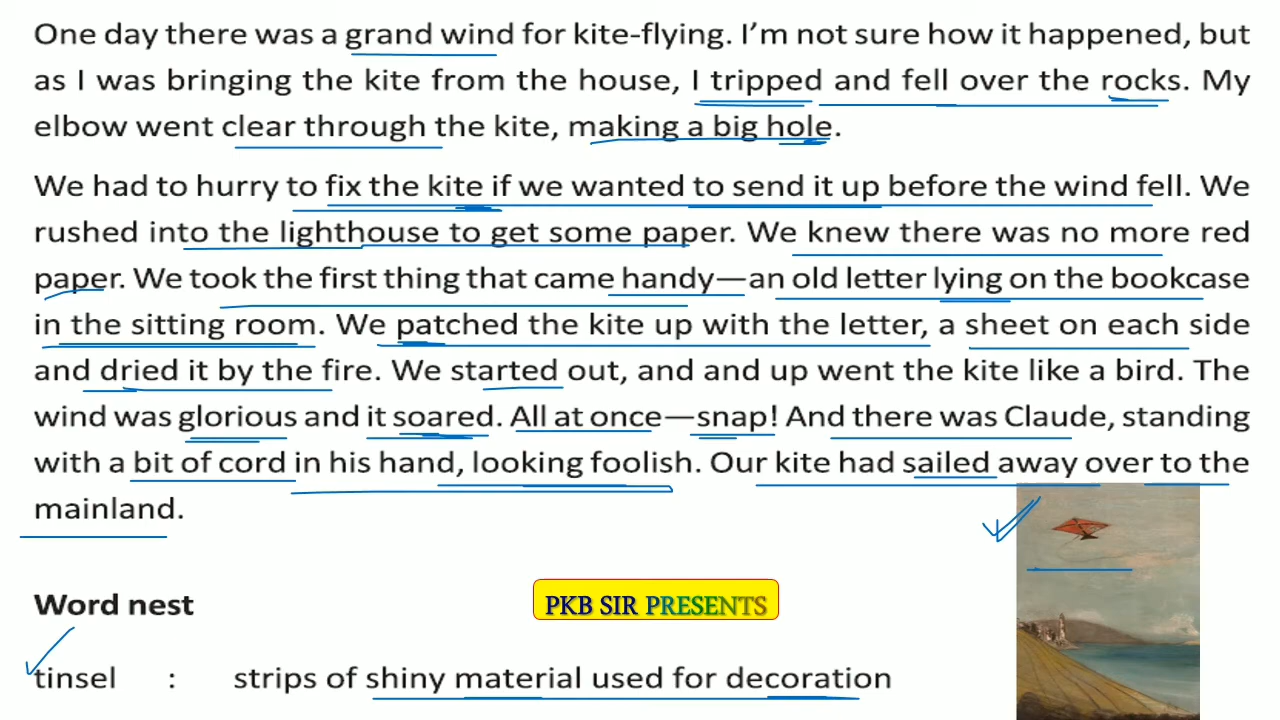 One day there was a grand wind for kite-flying. I'm not sure how it happened, but
as I was bringing the kite from the house, I tripped and fell over the rocks. My
elbow went clear through the kite, making a big hole.
We had to hurry to fix the kite if we wanted to send it up before the wind fell. We
rushed into the lighthouse to get some paper. We knew there was no more red
paper. We took the first thing that came handy—an old letter lying on the bookcase
in the sitting room. We patched the kite up with the letter, a sheet on each side
and dried it by the fire. We started out, and and up went the kite like a bird. The
wind was glorious and it soared. All at once—snap! And there was Claude, standing
with a bit of cord in his hand, looking foolish. Our kite had sailed away over to the
mainland.
Word nest
PKB SIR PRESENTS
tinsel : strips of shiny material used for decoration